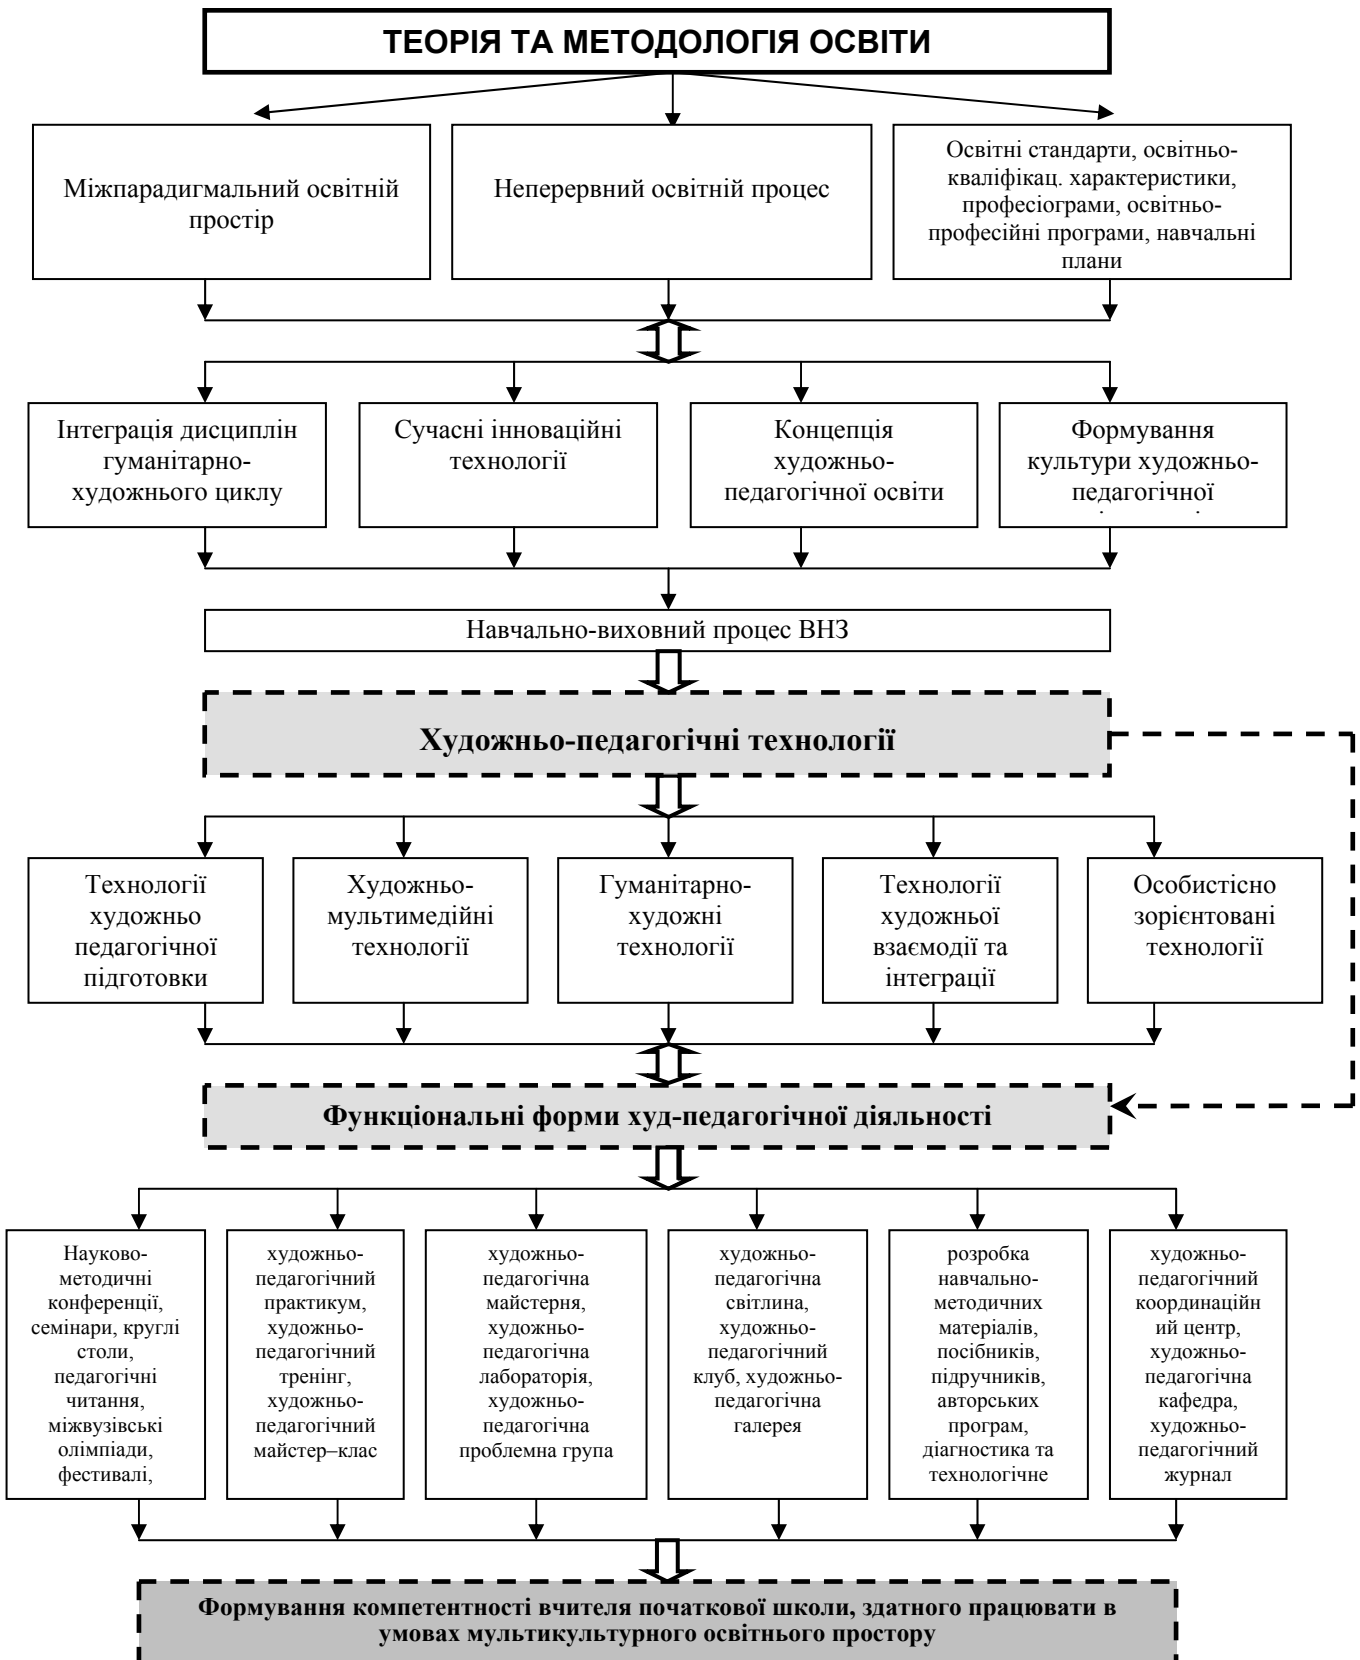 ТЕОРІЯ ТА МЕТОДОЛОГІЯ ОСВІТИ
Міжпарадигмальний освітній
простір
Неперервний освітній процес
Освітні стандарти, освітньо-
кваліфікац. характеристики,
професіограми, освітньо-
професійні програми, навчальні
плани
Інтеграція дисциплін
гуманітарно-
художнього циклу
Сучасні інноваційні
технології
Концепція
художньо-
педагогічної освіти
Формування
культури художньо-
педагогічної
Навчально-виховний процес ВНЗ
Художньо-педагогічні технології
Технології
художньо
педагогічної
підготовки
Художньо-
мультимедійні
технології
Гуманітарно-
художні
технології
Технології
художньої
взаємодії та
інтеграції
Особистісно
зорієнтовані
технології
Функціональні форми худ-педагогічної діяльності
Науково-
методичні
конференції,
семінари, круглі
столи,
педагогічні
читання,
міжвузівські
олімпіади,
фестивалі,
художньо-
педагогічний
практикум,
художньо-
педагогічний
тренінг,
художньо-
педагогічний
майстер–клас
художньо-
педагогічна
майстерня,
художньо-
педагогічна
лабораторія,
художньо-
педагогічна
проблемна група
художньо-
педагогічна
світлина,
художньо-
педагогічний
клуб, художньо-
педагогічна
галерея
розробка
навчально-
методичних
матеріалів,
посібників,
підручників,
авторських
програм,
діагностика та
технологічне
художньо-
педагогічний
координаційн
ий центр,
художньо-
педагогічна
кафедра,
художньо-
педагогічний
журнал
Формування компетентності вчителя початкової школи, здатного працювати в
умовах мультикультурного освітнього простору